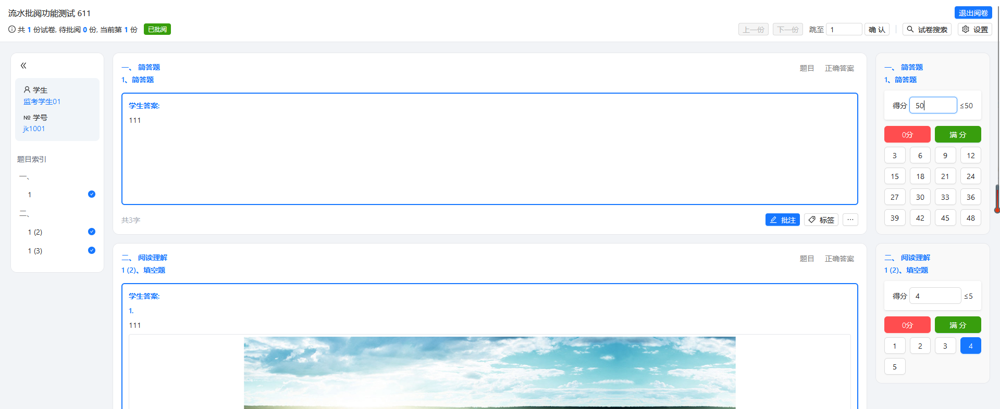 流水批阅功能测试 611
退出阅卷
共 1 份试卷, 待批阅 0 份, 当前第 1 份 已批阅
上一份 下一份 跳至 1 确 认 试卷搜索 设置
学生
监考学生01
№ 学号
jk1001
题目索引
一、
1
二、
1 (2)
1 (3)
一、 简答题
1、简答题
题目 正确答案
学生答案:
111
共3字
批注 标签 ···
二、 阅读理解
1 (2)、填空题
题目 正确答案
学生答案:
1.
111
一、 简答题
1、简答题
得分 50 ≤50
0分 满 分
3 6 9 12
15 18 21 24
27 30 33 36
39 42 45 48
二、 阅读理解
1 (2)、填空题
得分 4 ≤5
0分 满 分
1 2 3 4
5